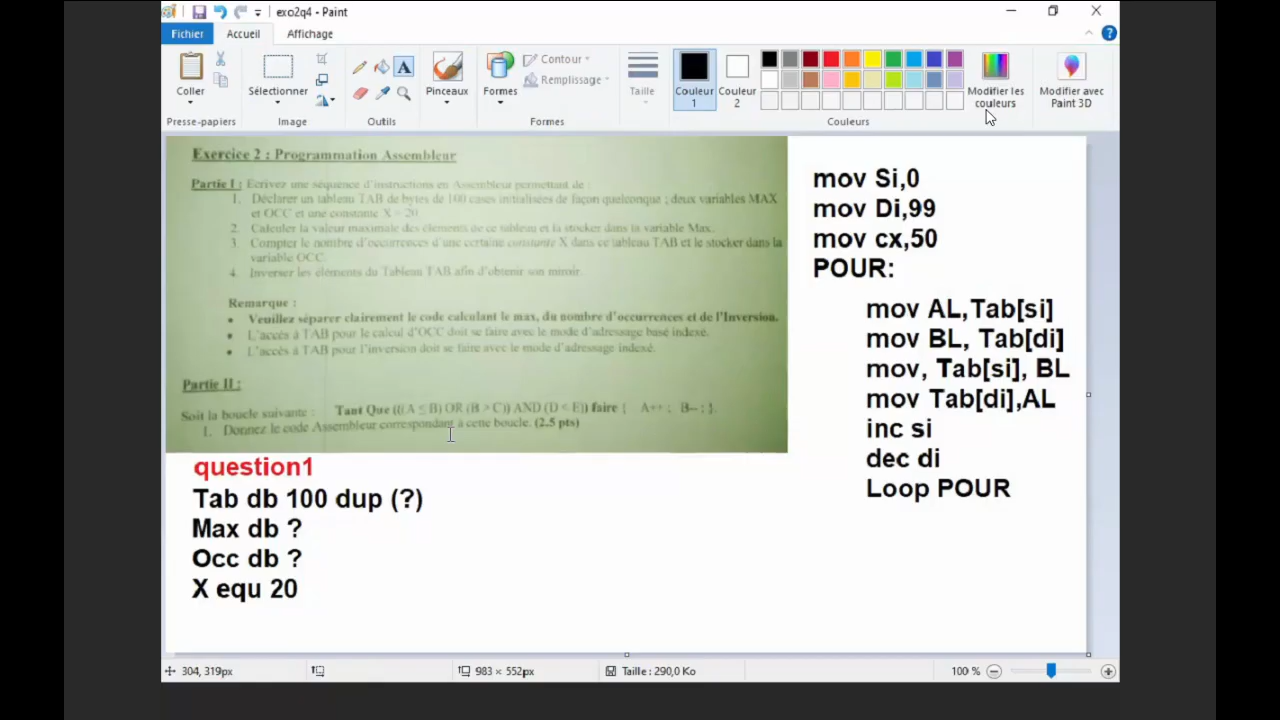 exo2q4 - Paint
Fichier Accueil Affichage
Coller
Sélectionner
Pinceaux
Formes
Contour
Remplissage
Taille
Couleur 1
Couleur 2
Modifier les couleurs
Modifier avec Paint 3D
Presse-papiers Image Outils Formes Couleurs
Exercice 2 : Programmation Assembleur
Partie I : Ecrivez une séquence d'instructions en Assembleur permettant de :
1. Déclarer un tableau TAB de bytes de 100 cases initialisées de façon quelconque ; deux variables MAX
et OCC et une constante X = 20
2. Calculer la valeur maximale des éléments de ce tableau et la stocker dans la variable Max.
3. Compter le nombre d'occurrences d'une certaine constante X dans ce tableau TAB et le stocker dans la
variable OCC.
4. Inverser les éléments du Tableau TAB afin d'obtenir son miroir.
Remarque :
• Veuillez séparer clairement le code calculant le max, du nombre d'occurrences et de l'Inversion.
• L'accès à TAB pour le calcul d'OCC doit se faire avec le mode d'adressage basé indexé.
• L'accès à TAB pour l'inversion doit se faire avec le mode d'adressage indexé.
Partie II :
Soit la boucle suivante : Tant Que (((A ≤ B) OR (B > C)) AND (D < E)) faire { A++ ; B-- ; }.
1. Donnez le code Assembleur correspondant à cette boucle. (2.5 pts)
question1
Tab db 100 dup (?)
Max db ?
Occ db ?
X equ 20
mov Si,0
mov Di,99
mov cx,50
POUR:
mov AL,Tab[si]
mov BL, Tab[di]
mov, Tab[si], BL
mov Tab[di],AL
inc si
dec di
Loop POUR
304, 319px 983 × 552px Taille : 290,0 Ko 100 %